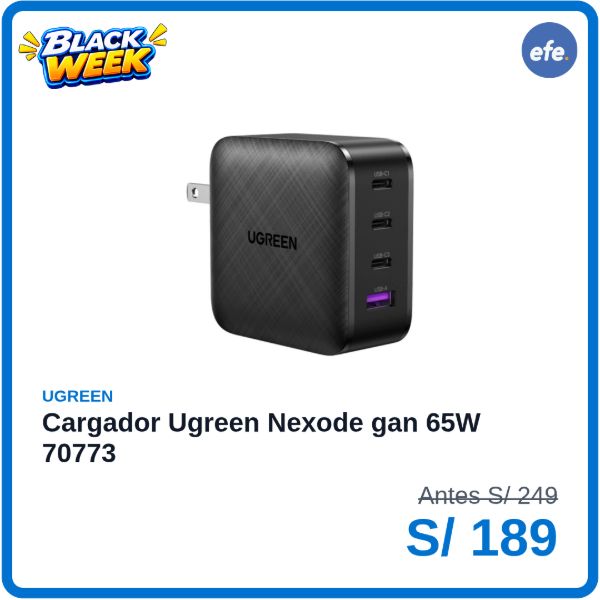 BLACK
WEEK
efe.
USB-C1
USB-C2
USB-C3
USB-A
UGREEN
UGREEN
Cargador Ugreen Nexode gan 65W
70773
Antes S/ 249
S/ 189